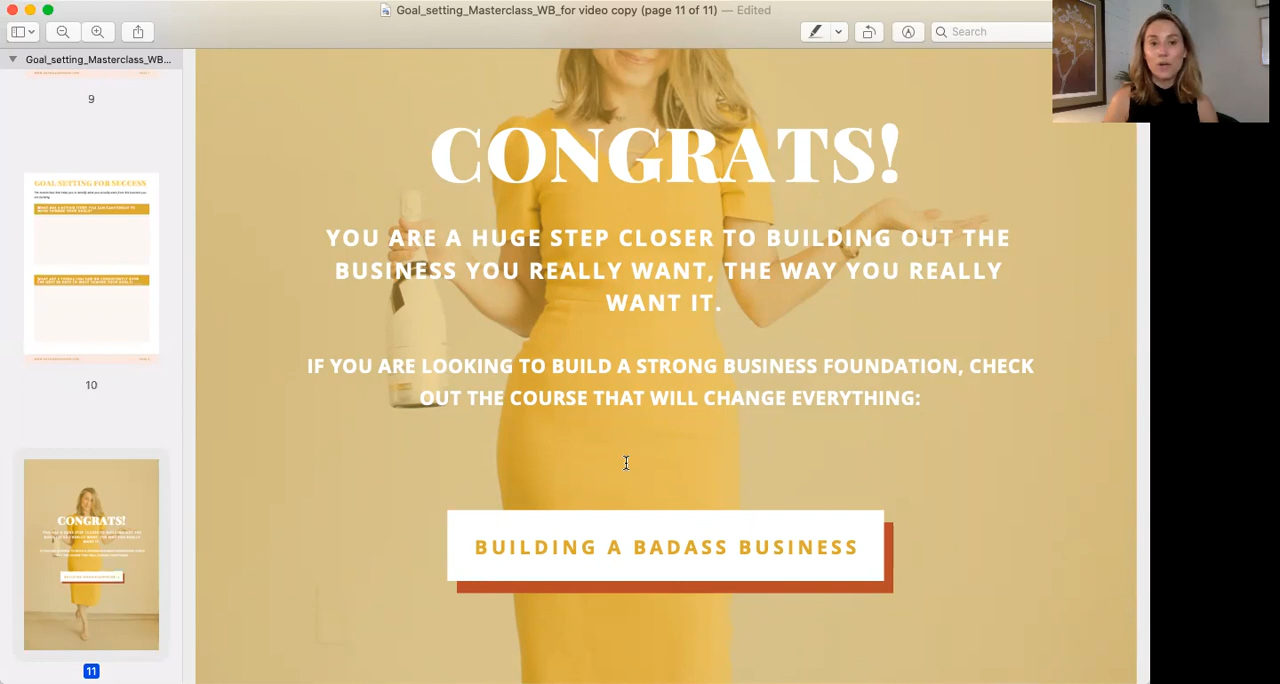 Goal_setting_Masterclass_WB_for video copy (page 11 of 11) — Edited
Search
Goal_setting_Masterclass_WB...
9
GOAL SETTING FOR SUCCESS
10
CONGRATS!
11
CONGRATS!
YOU ARE A HUGE STEP CLOSER TO BUILDING OUT THE
BUSINESS YOU REALLY WANT, THE WAY YOU REALLY
WANT IT.
IF YOU ARE LOOKING TO BUILD A STRONG BUSINESS FOUNDATION, CHECK
OUT THE COURSE THAT WILL CHANGE EVERYTHING:
BUILDING A BADASS BUSINESS